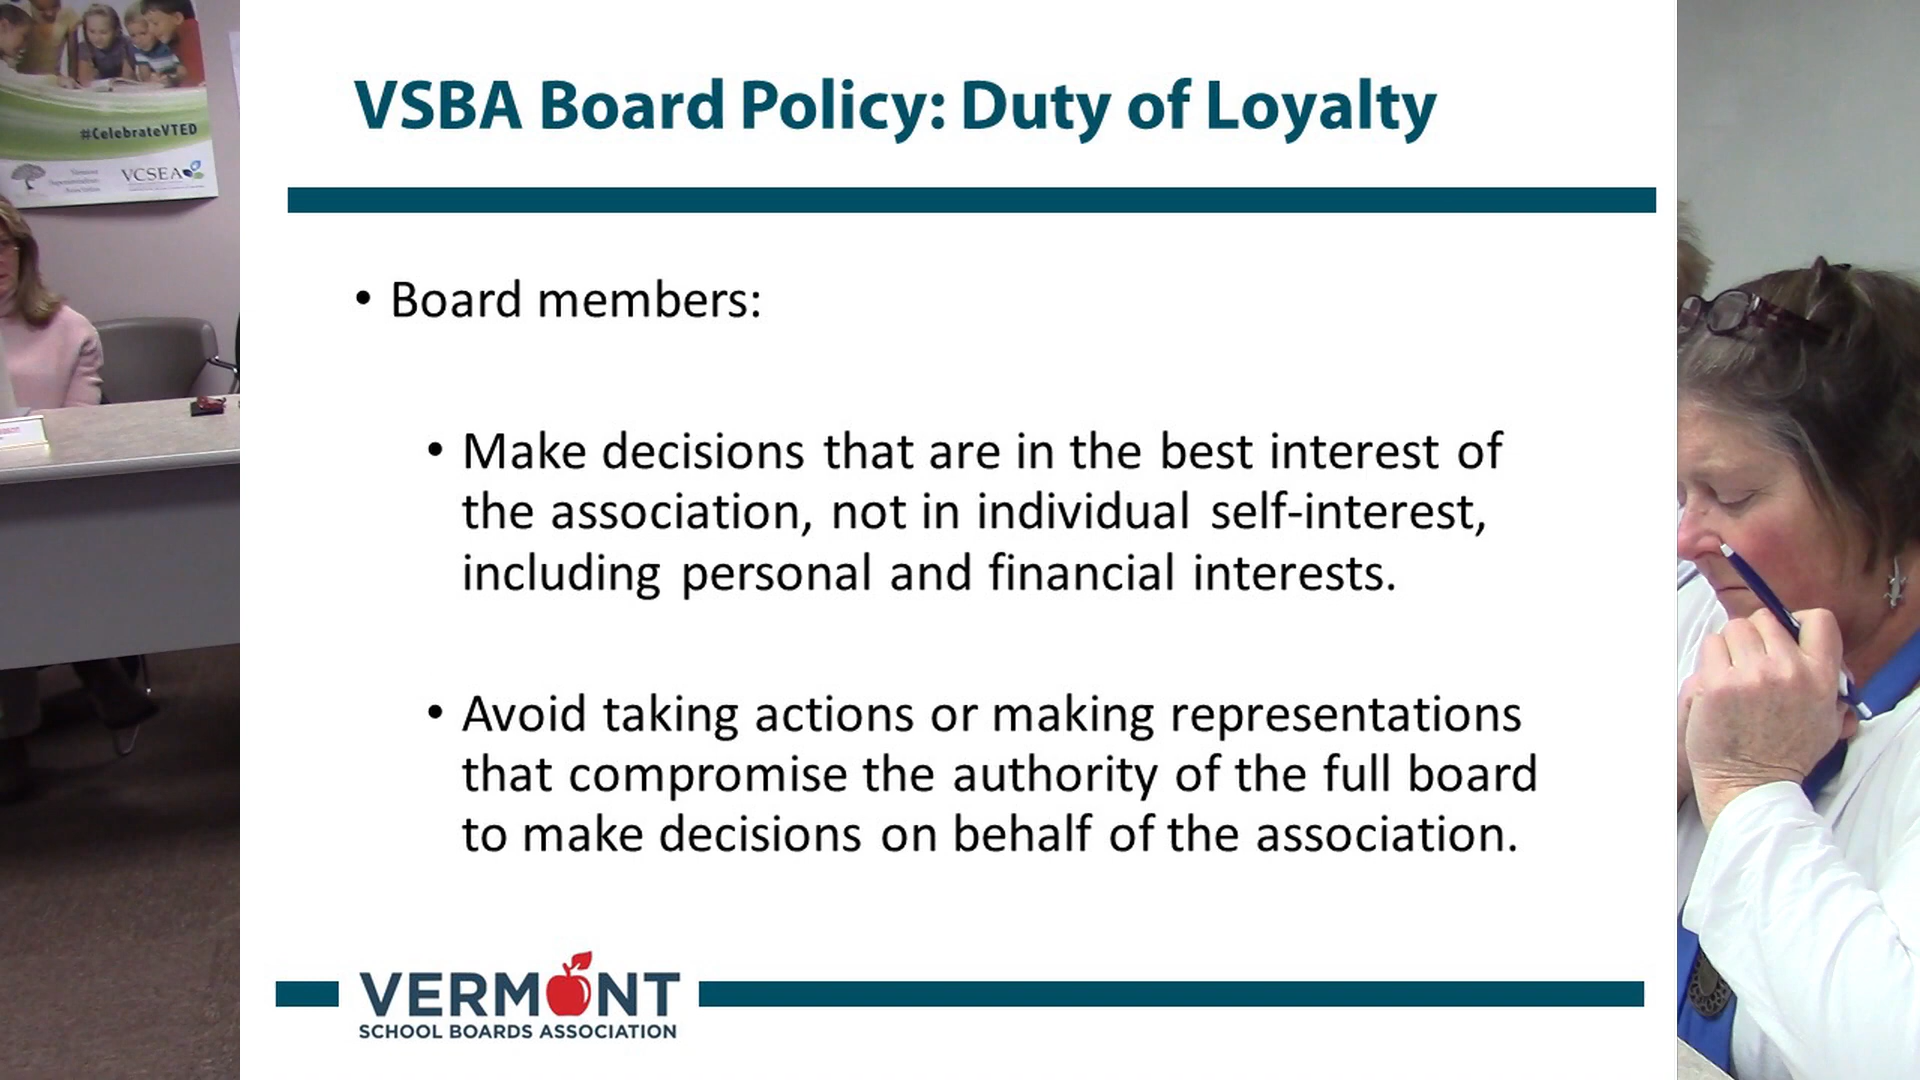 VSBA Board Policy: Duty of Loyalty
• Board members:
• Make decisions that are in the best interest of
the association, not in individual self-interest,
including personal and financial interests.
• Avoid taking actions or making representations
that compromise the authority of the full board
to make decisions on behalf of the association.
VERMONT
SCHOOL BOARDS ASSOCIATION
#CelebrateVTED
Vermont
Superintendents
Association
VCSEA